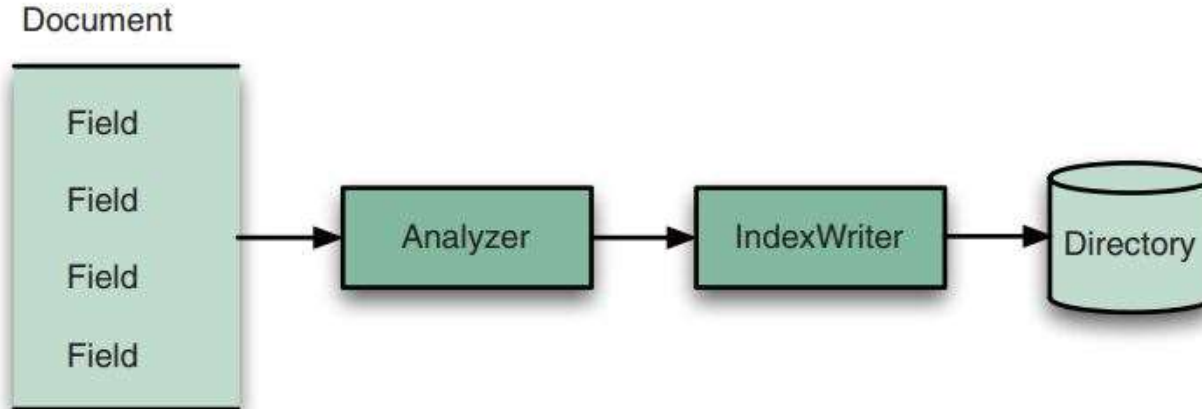 Document
Field
Field
Field
Field
Analyzer
IndexWriter
Directory